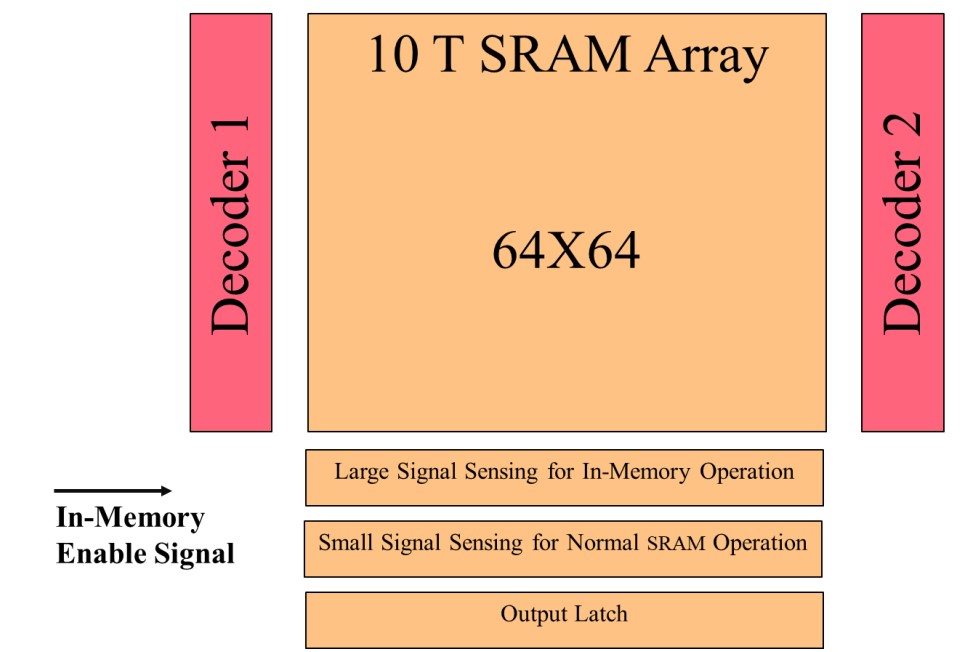 10 T SRAM Array
Decoder 1
64X64
Decoder 2
Large Signal Sensing for In-Memory Operation
In-Memory
Enable Signal
Small Signal Sensing for Normal SRAM Operation
Output Latch